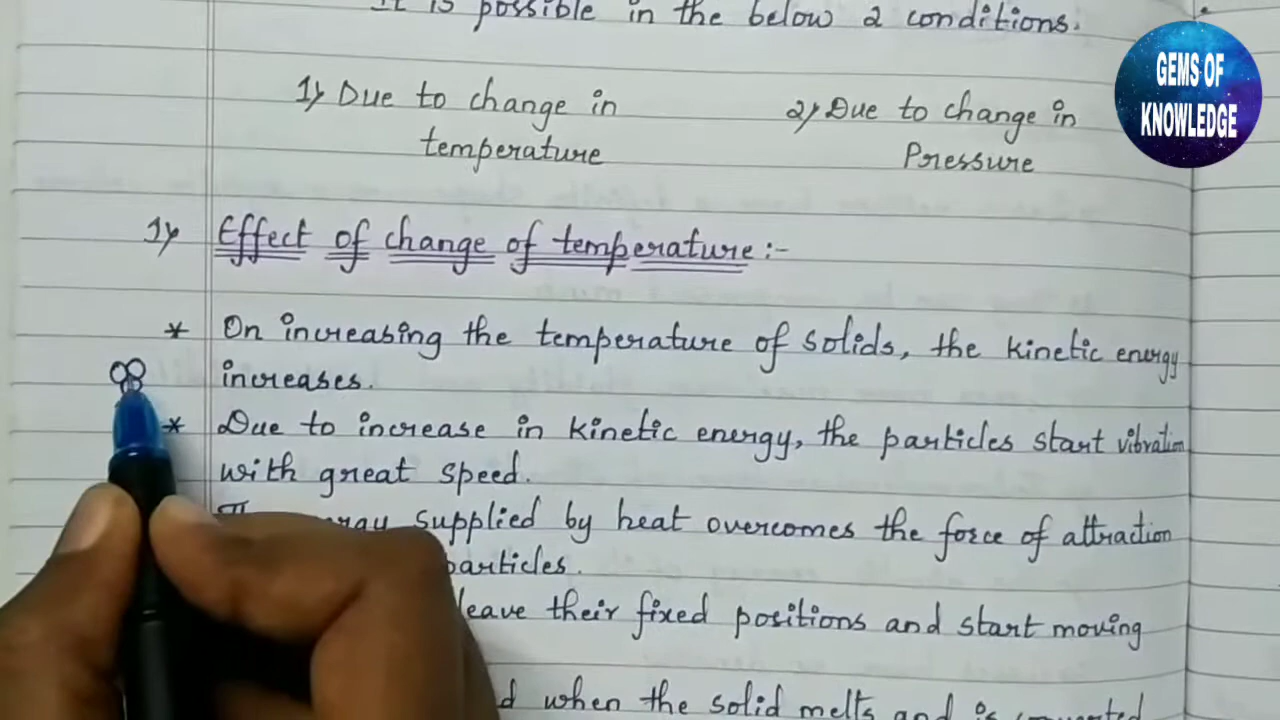 It is possible in the below 2 conditions.
1) Due to change in
temperature
2) Due to change in
Pressure
GEMS OF
KNOWLEDGE
1) Effect of change of temperature :-
* On increasing the temperature of solids, the kinetic energy
increases.
* Due to increase in kinetic energy, the particles start vibration
with great speed.
supplied by heat overcomes the force of attraction
particles.
leave their fixed positions and start moving
when the solid melts and is converted